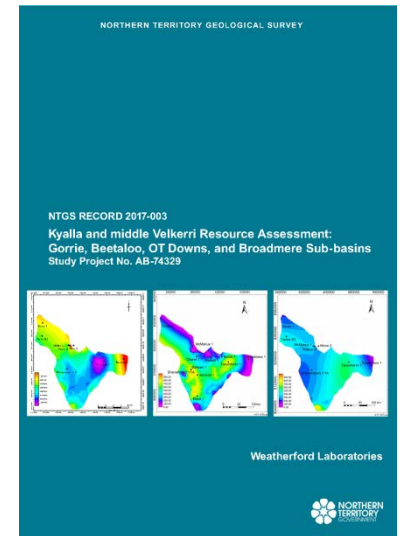 NORTHERN TERRITORY GEOLOGICAL SURVEY
NTGS RECORD 2017-003
Kyalla and middle Velkerri Resource Assessment:
Gorrie, Beetaloo, OT Downs, and Broadmere Sub-basins
Study Project No. AB-74329
Weatherford Laboratories
NORTHERN
TERRITORY
GOVERNMENT